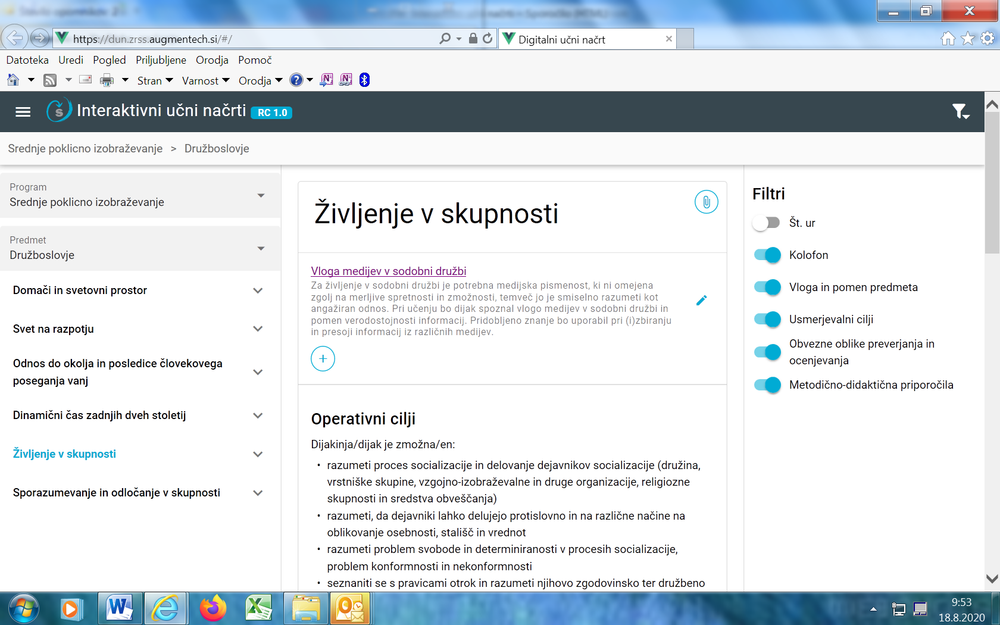 https://dun.zrss.augmentech.si/#/
Digitalni učni načrt
Datoteka Uredi Pogled Priljubljene Orodja Pomoč
Stran Varnost Orodja
Interaktivni učni načrti RC 1.0
Srednje poklicno izobraževanje > Družboslovje
Program
Srednje poklicno izobraževanje
Predmet
Družboslovje
Domači in svetovni prostor
Svet na razpotju
Odnos do okolja in posledice človekovega
poseganja vanj
Dinamični čas zadnjih dveh stoletij
Življenje v skupnosti
Sporazumevanje in odločanje v skupnosti
Življenje v skupnosti
Vloga medijev v sodobni družbi
Za življenje v sodobni družbi je potrebna medijska pismenost, ki ni omejena
zgolj na merljive spretnosti in zmožnosti, temveč jo je smiselno razumeti kot
angažiran odnos. Pri učenju bo dijak spoznal vlogo medijev v sodobni družbi in
pomen verodostojnosti informacij. Pridobljeno znanje bo uporabil pri (i)zbiranju
in presoji informacij iz različnih medijev.
Operativni cilji
Dijakinja/dijak je zmožna/en:
• razumeti proces socializacije in delovanje dejavnikov socializacije (družina,
vrstniške skupine, vzgojno-izobraževalne in druge organizacije, religiozne
skupnosti in sredstva obveščanja)
• razumeti, da dejavniki lahko delujejo protislovno in na različne načine na
oblikovanje osebnosti, stališč in vrednot
• razumeti problem svobode in determiniranosti v procesih socializacije,
problem konformnosti in nekonformnosti
• seznaniti se s pravicami otrok in razumeti njihovo zgodovinsko ter družbeno
Filtri
Št. ur
Kolofon
Vloga in pomen predmeta
Usmerjevalni cilji
Obvezne oblike preverjanja in
ocenjevanja
Metodično-didaktična priporočila
9:53
18.8.2020